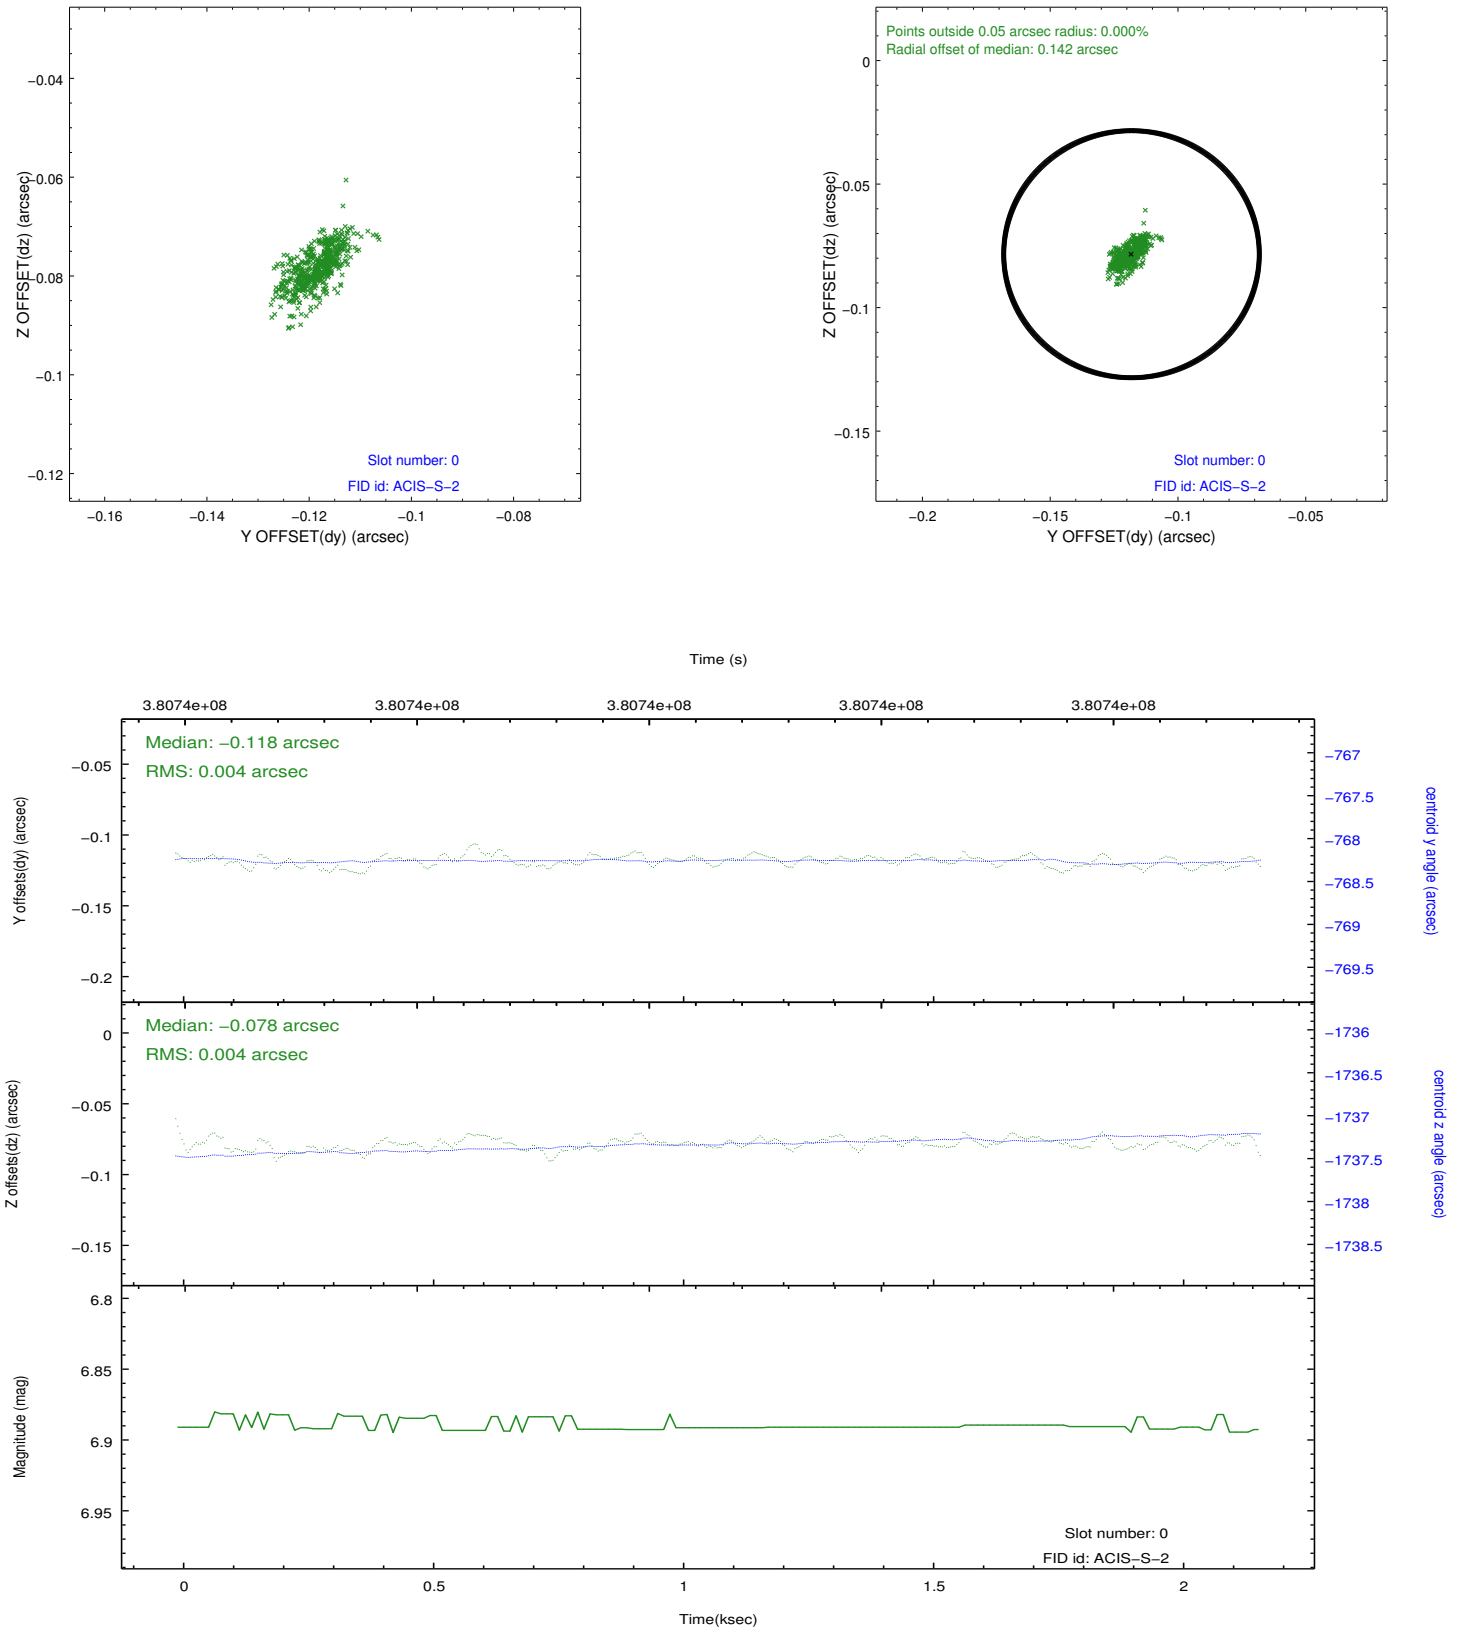 −0.04
−0.06
−0.08
−0.1
−0.12
Z OFFSET(dz) (arcsec)
Slot number: 0
FID id: ACIS−S−2
−0.16
−0.14
−0.12
−0.1
−0.08
Y OFFSET(dy) (arcsec)
Points outside 0.05 arcsec radius: 0.000%
Radial offset of median: 0.142 arcsec
0
−0.05
−0.1
−0.15
Z OFFSET(dz) (arcsec)
Slot number: 0
FID id: ACIS−S−2
−0.2
−0.15
−0.1
−0.05
Y OFFSET(dy) (arcsec)
Time (s)
3.8074e+08
3.8074e+08
3.8074e+08
3.8074e+08
3.8074e+08
Median: −0.118 arcsec
RMS: 0.004 arcsec
−0.05
−0.1
−0.15
−0.2
Y offsets(dy) (arcsec)
−767
−767.5
−768
−768.5
−769
−769.5
centroid y angle (arcsec)
Median: −0.078 arcsec
RMS: 0.004 arcsec
0
−0.05
−0.1
−0.15
Z offsets(dz) (arcsec)
−1736
−1736.5
−1737
−1737.5
−1738
−1738.5
centroid z angle (arcsec)
6.8
6.85
6.9
6.95
Magnitude (mag)
Slot number: 0
FID id: ACIS−S−2
0
0.5
1
1.5
2
Time(ksec)